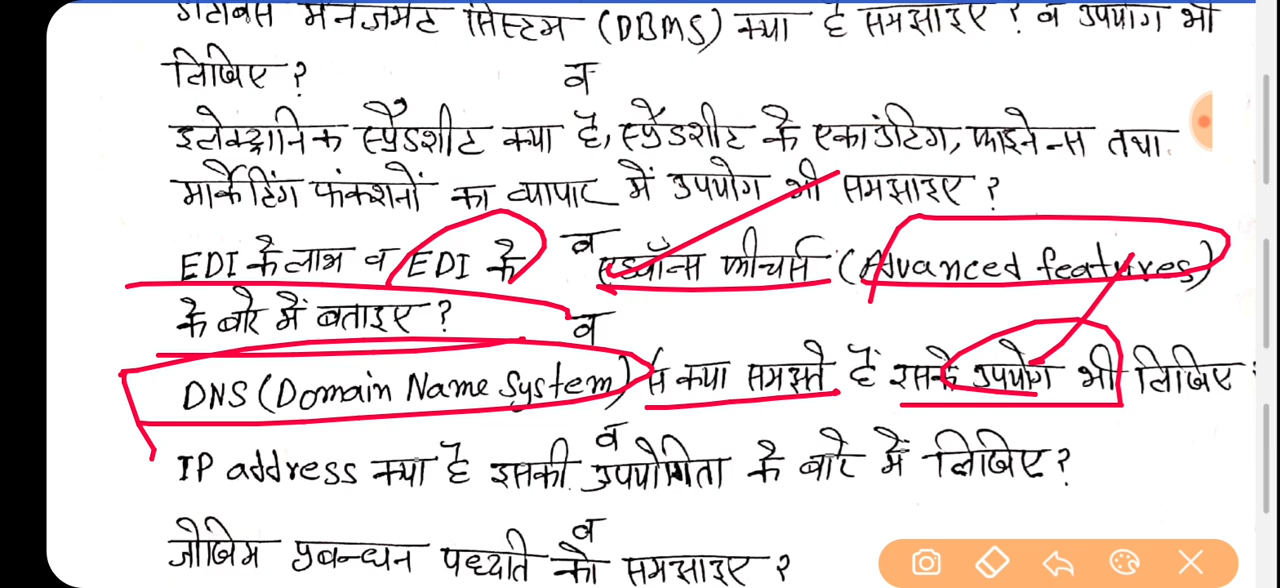 डाटाबेस मैनेजमेंट सिस्टम (DBMS) क्या है समझाइए ? व उपयोग भी
लिखिए ?
व
इलेक्ट्रानिक स्प्रैडशीट क्या है, स्प्रैडशीट के एकाउंटिंग, फाइनेन्स तथा
मार्केटिंग फंक्शनों का व्यापार में उपयोग भी समझाइए ?
व
EDI के लाभ व EDI के एडवॉन्स फीचर्स (Advanced features)
के बारे में बताइए ?
व
DNS (Domain Name System) से क्या समझते हैं इसके उपयोग भी लिखिए ?
व
IP address क्या है इसकी उपयोगिता के बारे में लिखिए ?
व
जोखिम प्रबन्धन पध्दति को समझाइए ?